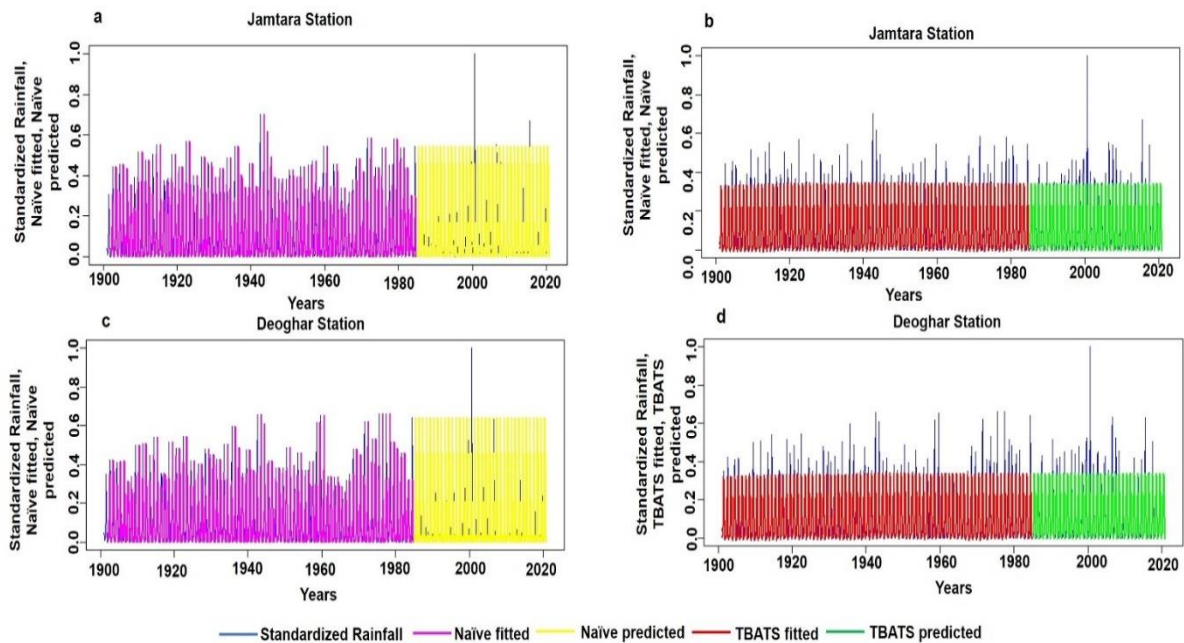 a
Jamtara Station
Standardized Rainfall,
Naïve fitted, Naïve
predicted
0.0 0.2 0.4 0.6 0.8 1.0
1900 1920 1940 1960 1980 2000 2020
Years
b
Jamtara Station
Standardized Rainfall,
Naïve fitted, Naïve
predicted
0.0 0.2 0.4 0.6 0.8 1.0
1900 1920 1940 1960 1980 2000 2020
Years
c
Deoghar Station
Standardized Rainfall,
Naïve fitted, Naïve
predicted
0.0 0.2 0.4 0.6 0.8 1.0
1900 1920 1940 1960 1980 2000 2020
Years
d
Deoghar Station
Standardized Rainfall,
TBATS fitted, TBATS
predicted
0.0 0.2 0.4 0.6 0.8 1.0
1900 1920 1940 1960 1980 2000 2020
Years
Standardized Rainfall Naïve fitted Naïve predicted TBATS fitted TBATS predicted